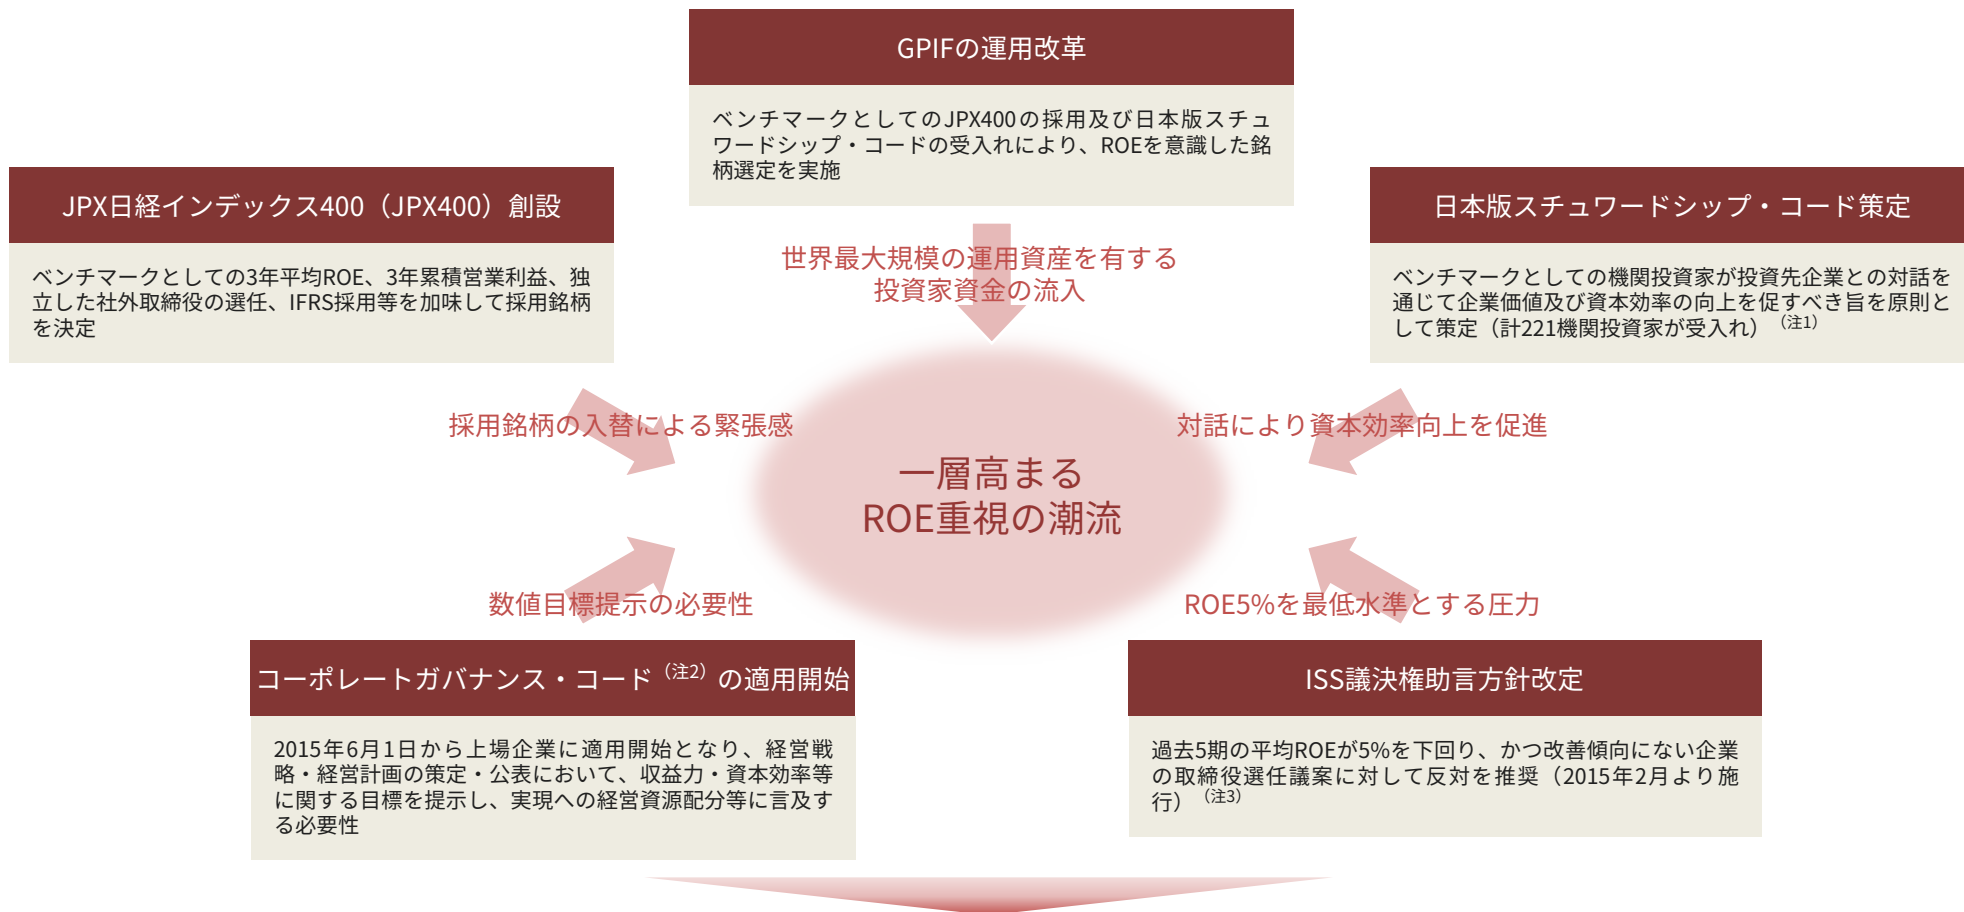 GPIFの運用改革
ベンチマークとしてのJPX400の採用及び日本版スチュ
ワードシップ・コードの受入れにより、ROEを意識した銘
柄選定を実施
JPX日経インデックス400（JPX400）創設
ベンチマークとしての3年平均ROE、3年累積営業利益、独
立した社外取締役の選任、IFRS採用等を加味して採用銘柄
を決定
日本版スチュワードシップ・コード策定
ベンチマークとしての機関投資家が投資先企業との対話を
通じて企業価値及び資本効率の向上を促すべき旨を原則と
して策定（計221機関投資家が受入れ）（注1）
世界最大規模の運用資産を有する
投資家資金の流入
採用銘柄の入替による緊張感
対話により資本効率向上を促進
一層高まる
ROE重視の潮流
数値目標提示の必要性
ROE5%を最低水準とする圧力
コーポレートガバナンス・コード（注2）の適用開始
2015年6月1日から上場企業に適用開始となり、経営戦
略・経営計画の策定・公表において、収益力・資本効率等
に関する目標を提示し、実現への経営資源配分等に言及す
る必要性
ISS議決権助言方針改定
過去5期の平均ROEが5%を下回り、かつ改善傾向にない企業
の取締役選任議案に対して反対を推奨（2015年2月より施
行）（注3）